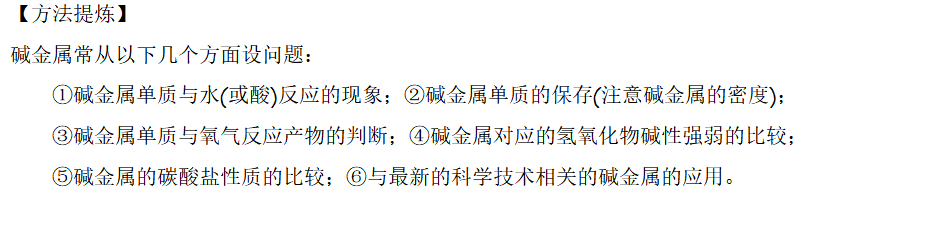 【方法提炼】
碱金属常从以下几个方面设问题：
①碱金属单质与水(或酸)反应的现象；②碱金属单质的保存(注意碱金属的密度)；
③碱金属单质与氧气反应产物的判断；④碱金属对应的氢氧化物碱性强弱的比较；
⑤碱金属的碳酸盐性质的比较；⑥与最新的科学技术相关的碱金属的应用。